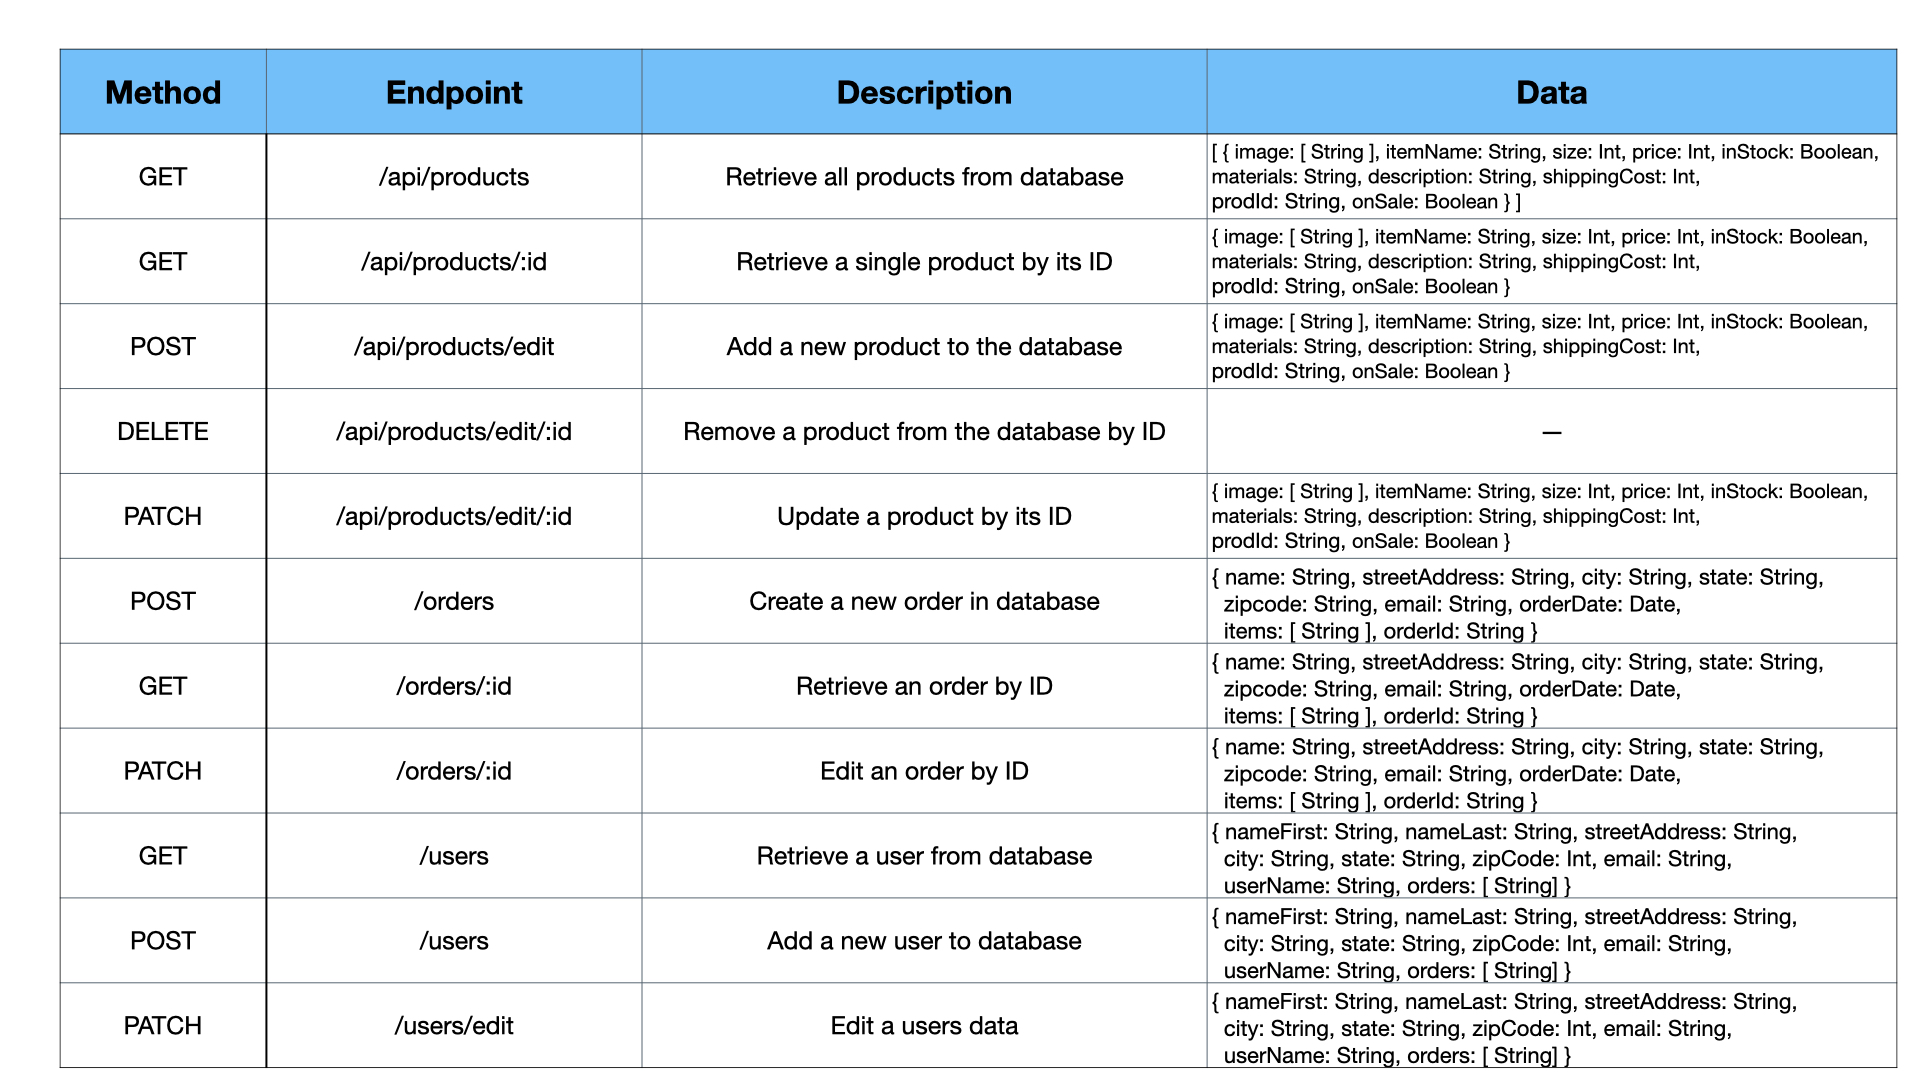 Method Endpoint Description Data
GET /api/products Retrieve all products from database [ { image: [ String ], itemName: String, size: Int, price: Int, inStock: Boolean,
materials: String, description: String, shippingCost: Int,
prodId: String, onSale: Boolean } ]
GET /api/products/:id Retrieve a single product by its ID { image: [ String ], itemName: String, size: Int, price: Int, inStock: Boolean,
materials: String, description: String, shippingCost: Int,
prodId: String, onSale: Boolean }
POST /api/products/edit Add a new product to the database { image: [ String ], itemName: String, size: Int, price: Int, inStock: Boolean,
materials: String, description: String, shippingCost: Int,
prodId: String, onSale: Boolean }
DELETE /api/products/edit/:id Remove a product from the database by ID —
PATCH /api/products/edit/:id Update a product by its ID { image: [ String ], itemName: String, size: Int, price: Int, inStock: Boolean,
materials: String, description: String, shippingCost: Int,
prodId: String, onSale: Boolean }
POST /orders Create a new order in database { name: String, streetAddress: String, city: String, state: String,
zipcode: String, email: String, orderDate: Date,
items: [ String ], orderId: String }
GET /orders/:id Retrieve an order by ID { name: String, streetAddress: String, city: String, state: String,
zipcode: String, email: String, orderDate: Date,
items: [ String ], orderId: String }
PATCH /orders/:id Edit an order by ID { name: String, streetAddress: String, city: String, state: String,
zipcode: String, email: String, orderDate: Date,
items: [ String ], orderId: String }
GET /users Retrieve a user from database { nameFirst: String, nameLast: String, streetAddress: String,
city: String, state: String, zipCode: Int, email: String,
userName: String, orders: [ String] }
POST /users Add a new user to database { nameFirst: String, nameLast: String, streetAddress: String,
city: String, state: String, zipCode: Int, email: String,
userName: String, orders: [ String] }
PATCH /users/edit Edit a users data { nameFirst: String, nameLast: String, streetAddress: String,
city: String, state: String, zipCode: Int, email: String,
userName: String, orders: [ String] }